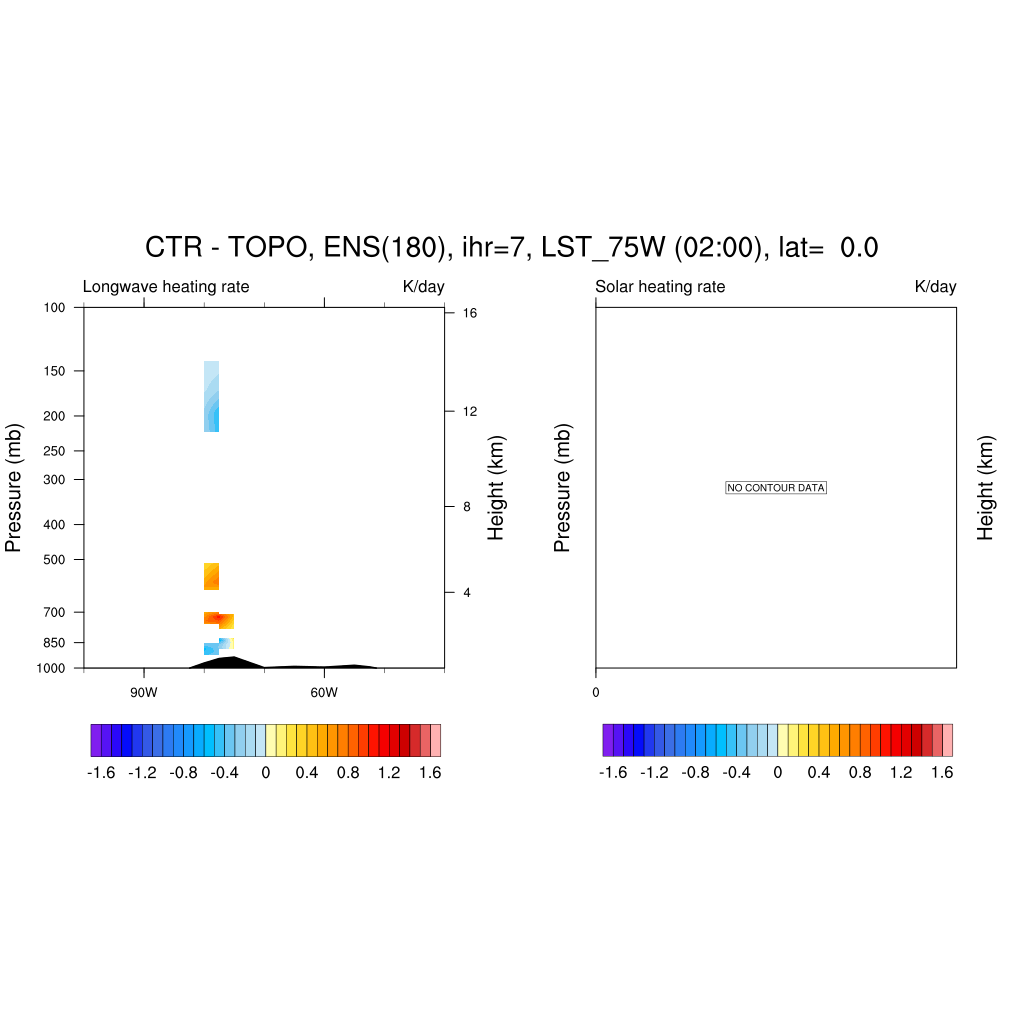 CTR - TOPO, ENS(180), ihr=7, LST_75W (02:00), lat=  0.0
Longwave heating rate K/day
Pressure (mb)
100
150
200
250
300
400
500
700
850
1000
16
12
8
4
Height (km)
90W 60W
-1.6 -1.2 -0.8 -0.4 0 0.4 0.8 1.2 1.6
Solar heating rate K/day
Pressure (mb)
NO CONTOUR DATA
Height (km)
0
-1.6 -1.2 -0.8 -0.4 0 0.4 0.8 1.2 1.6